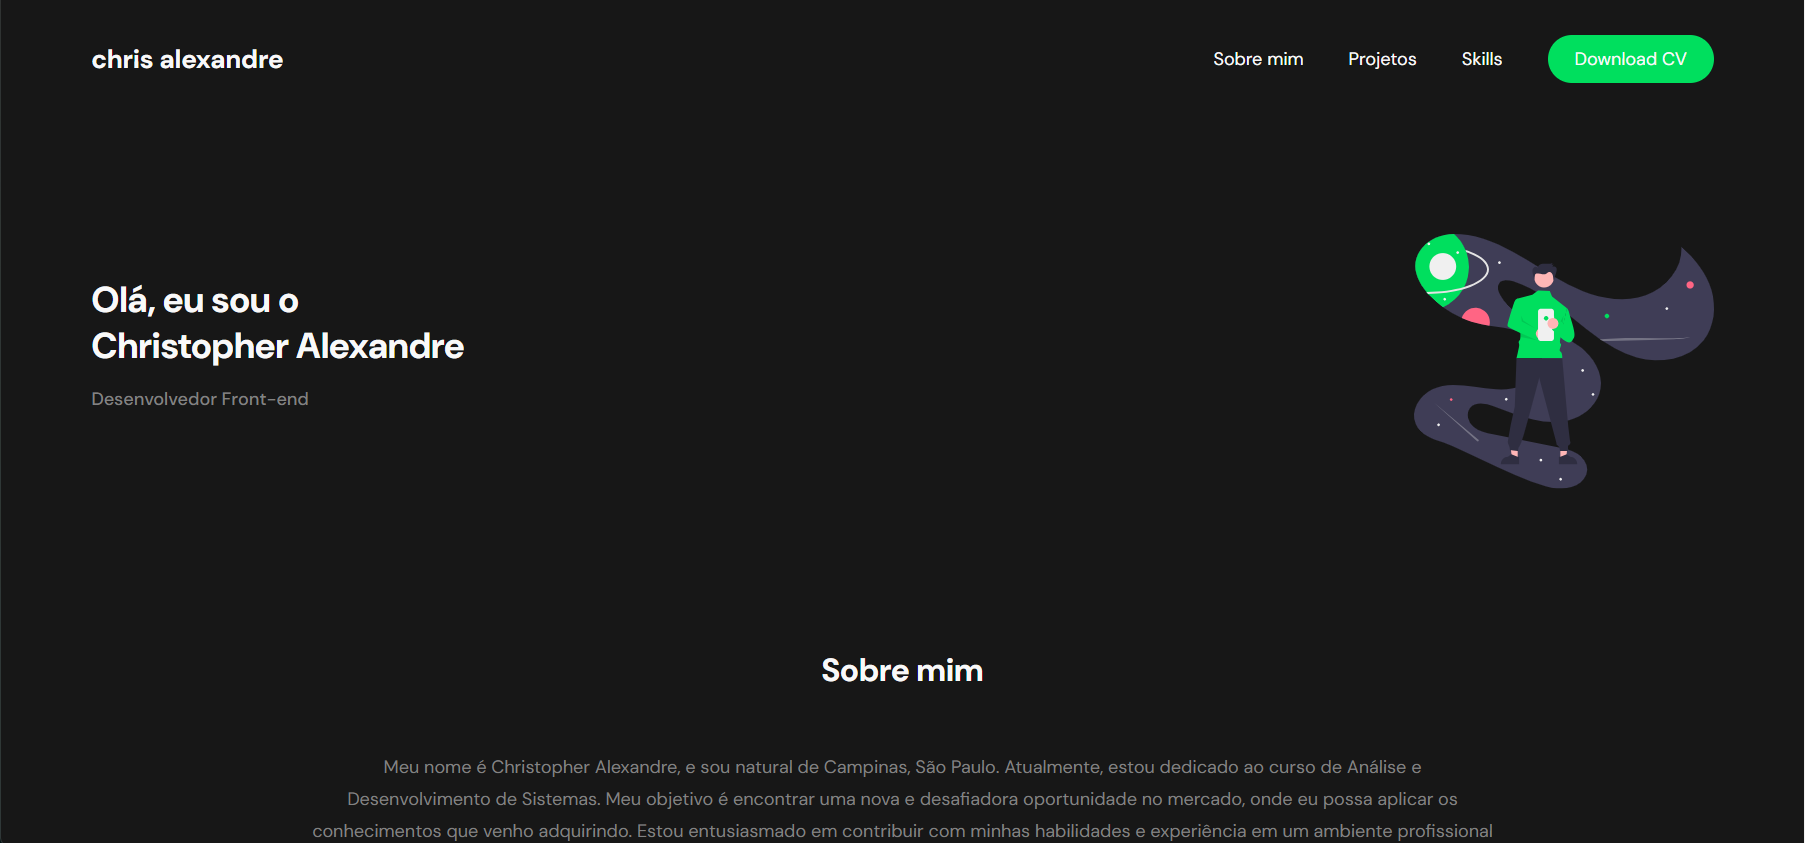 chris alexandre
Sobre mim
Projetos
Skills
Download CV
Olá, eu sou o
Christopher Alexandre
Desenvolvedor Front-end
Sobre mim
Meu nome é Christopher Alexandre, e sou natural de Campinas, São Paulo. Atualmente, estou dedicado ao curso de Análise e
Desenvolvimento de Sistemas. Meu objetivo é encontrar uma nova e desafiadora oportunidade no mercado, onde eu possa aplicar os
conhecimentos que venho adquirindo. Estou entusiasmado em contribuir com minhas habilidades e experiência em um ambiente profissional